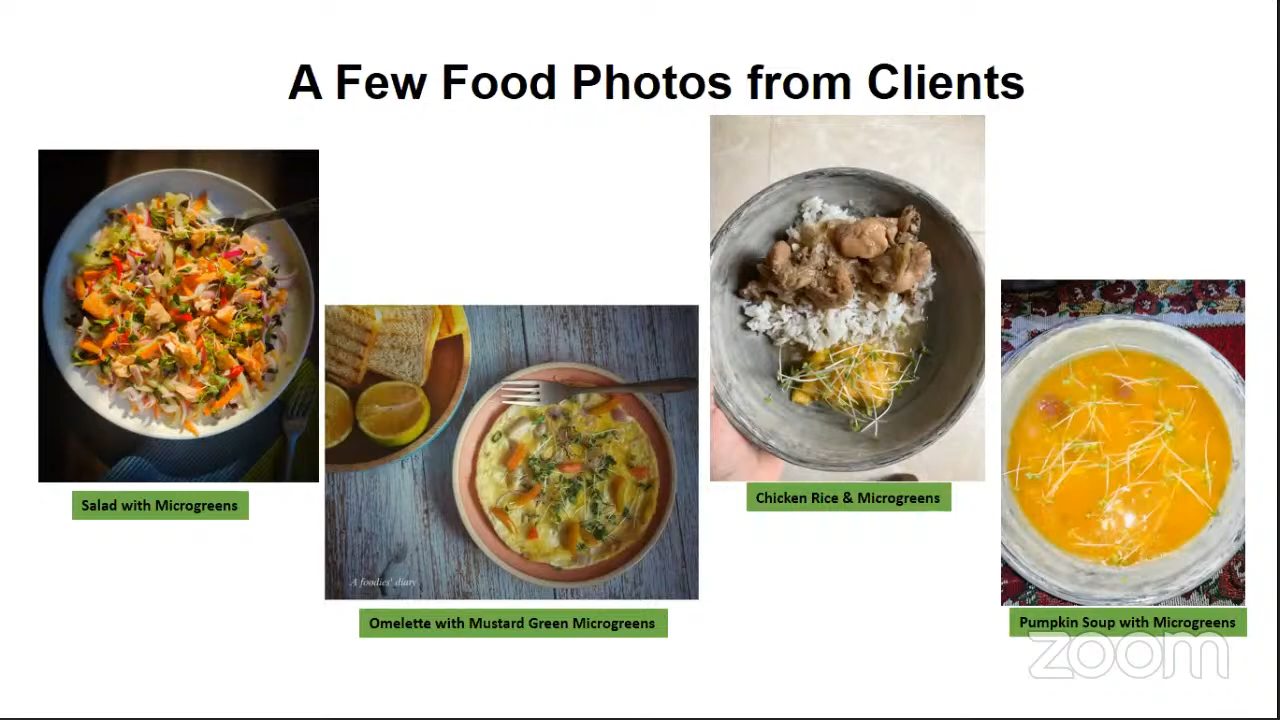 A Few Food Photos from Clients
Salad with Microgreens
A foodies' diary
Omelette with Mustard Green Microgreens
Chicken Rice & Microgreens
Pumpkin Soup with Microgreens
zoom